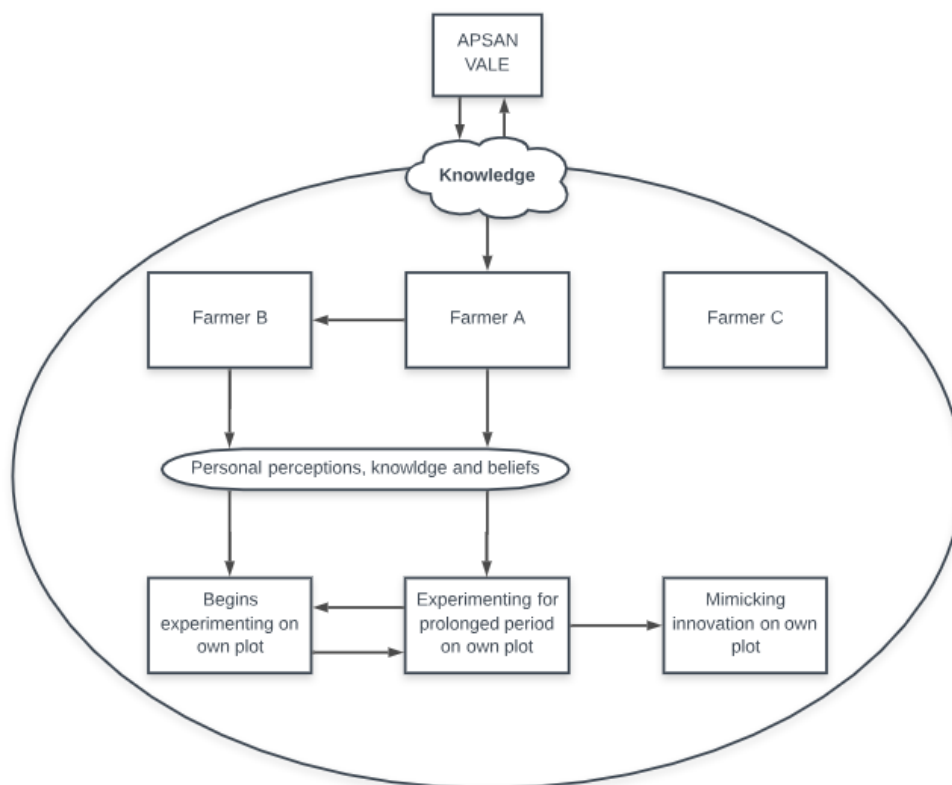 APSAN
VALE
Knowledge
Farmer B
Farmer A
Farmer C
Personal perceptions, knowldge and beliefs
Begins
experimenting on
own plot
Experimenting for
prolonged period
on own plot
Mimicking
innovation on own
plot